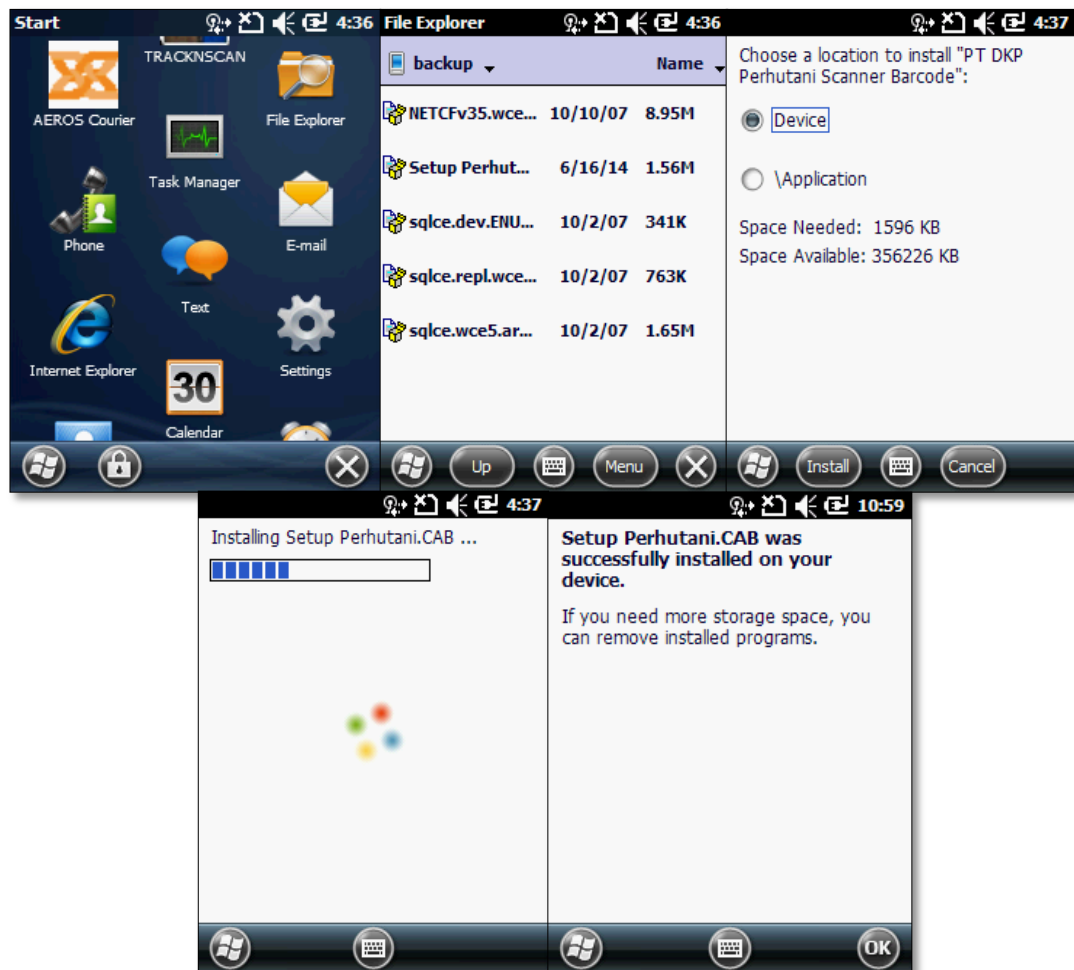 Start 4:36
TRACKNSCAN
AEROS Courier
File Explorer
Task Manager
Phone
E-mail
Text
Internet Explorer
Settings
30
Calendar
File Explorer 4:36
backup Name
NETCFv35.wce... 10/10/07 8.95M
Setup Perhut... 6/16/14 1.56M
sqlce.dev.ENU... 10/2/07 341K
sqlce.repl.wce... 10/2/07 763K
sqlce.wce5.ar... 10/2/07 1.65M
Up Menu
4:37
Choose a location to install "PT DKP
Perhutani Scanner Barcode":
Device
\Application
Space Needed: 1596 KB
Space Available: 356226 KB
Install Cancel
4:37
Installing Setup Perhutani.CAB ...
10:59
Setup Perhutani.CAB was
successfully installed on your
device.
If you need more storage space, you
can remove installed programs.
OK